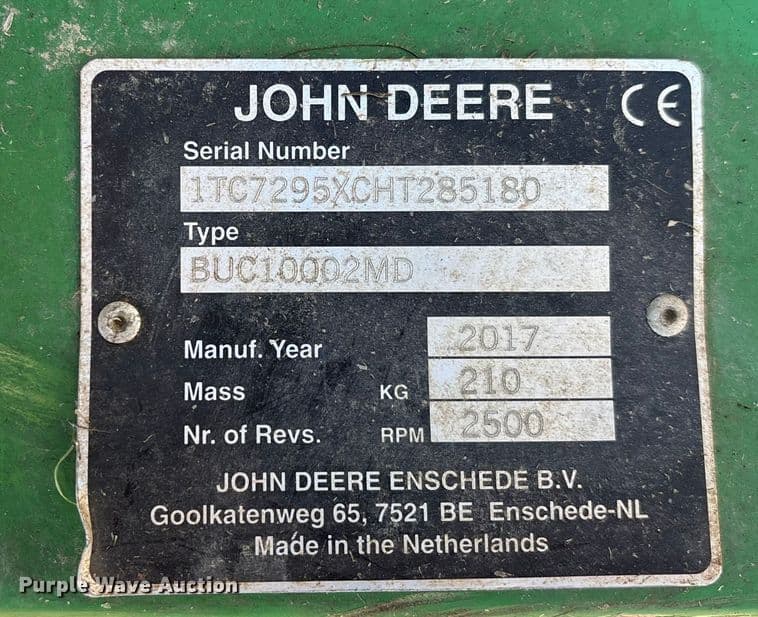 JOHN DEERE CE
Serial Number
1TC7295XCHT285180
Type
BUC10002MD
Manuf. Year 2017
Mass KG 210
Nr. of Revs. RPM 2500
JOHN DEERE ENSCHEDE B.V.
Goolkatenweg 65, 7521 BE Enschede-NL
Made in the Netherlands
Purple Wave Auction